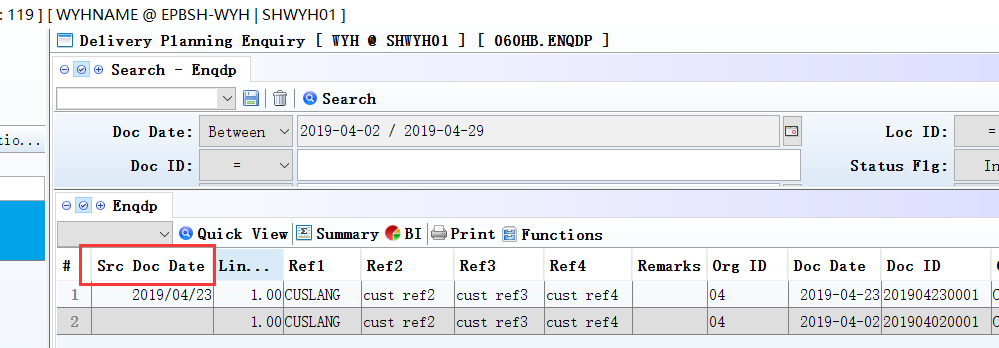 : 119 ] [ WYHNAME @ EPBSH-WYH | SHWYH01 ]
Delivery Planning Enquiry [ WYH @ SHWYH01 ] [ 060HB.ENQDP ]
Search - Enqdp
Search
tio...
Doc Date: Between 2019-04-02 / 2019-04-29 Loc ID: =
Doc ID: = Status Flg: In
Enqdp
Quick View Summary BI Print Functions
# Src Doc Date Lin... Ref1 Ref2 Ref3 Ref4 Remarks Org ID Doc Date Doc ID
1 2019/04/23 1.00 CUSLANG cust ref2 cust ref3 cust ref4 04 2019-04-23 201904230001
2 1.00 CUSLANG cust ref2 cust ref3 cust ref4 04 2019-04-02 201904020001